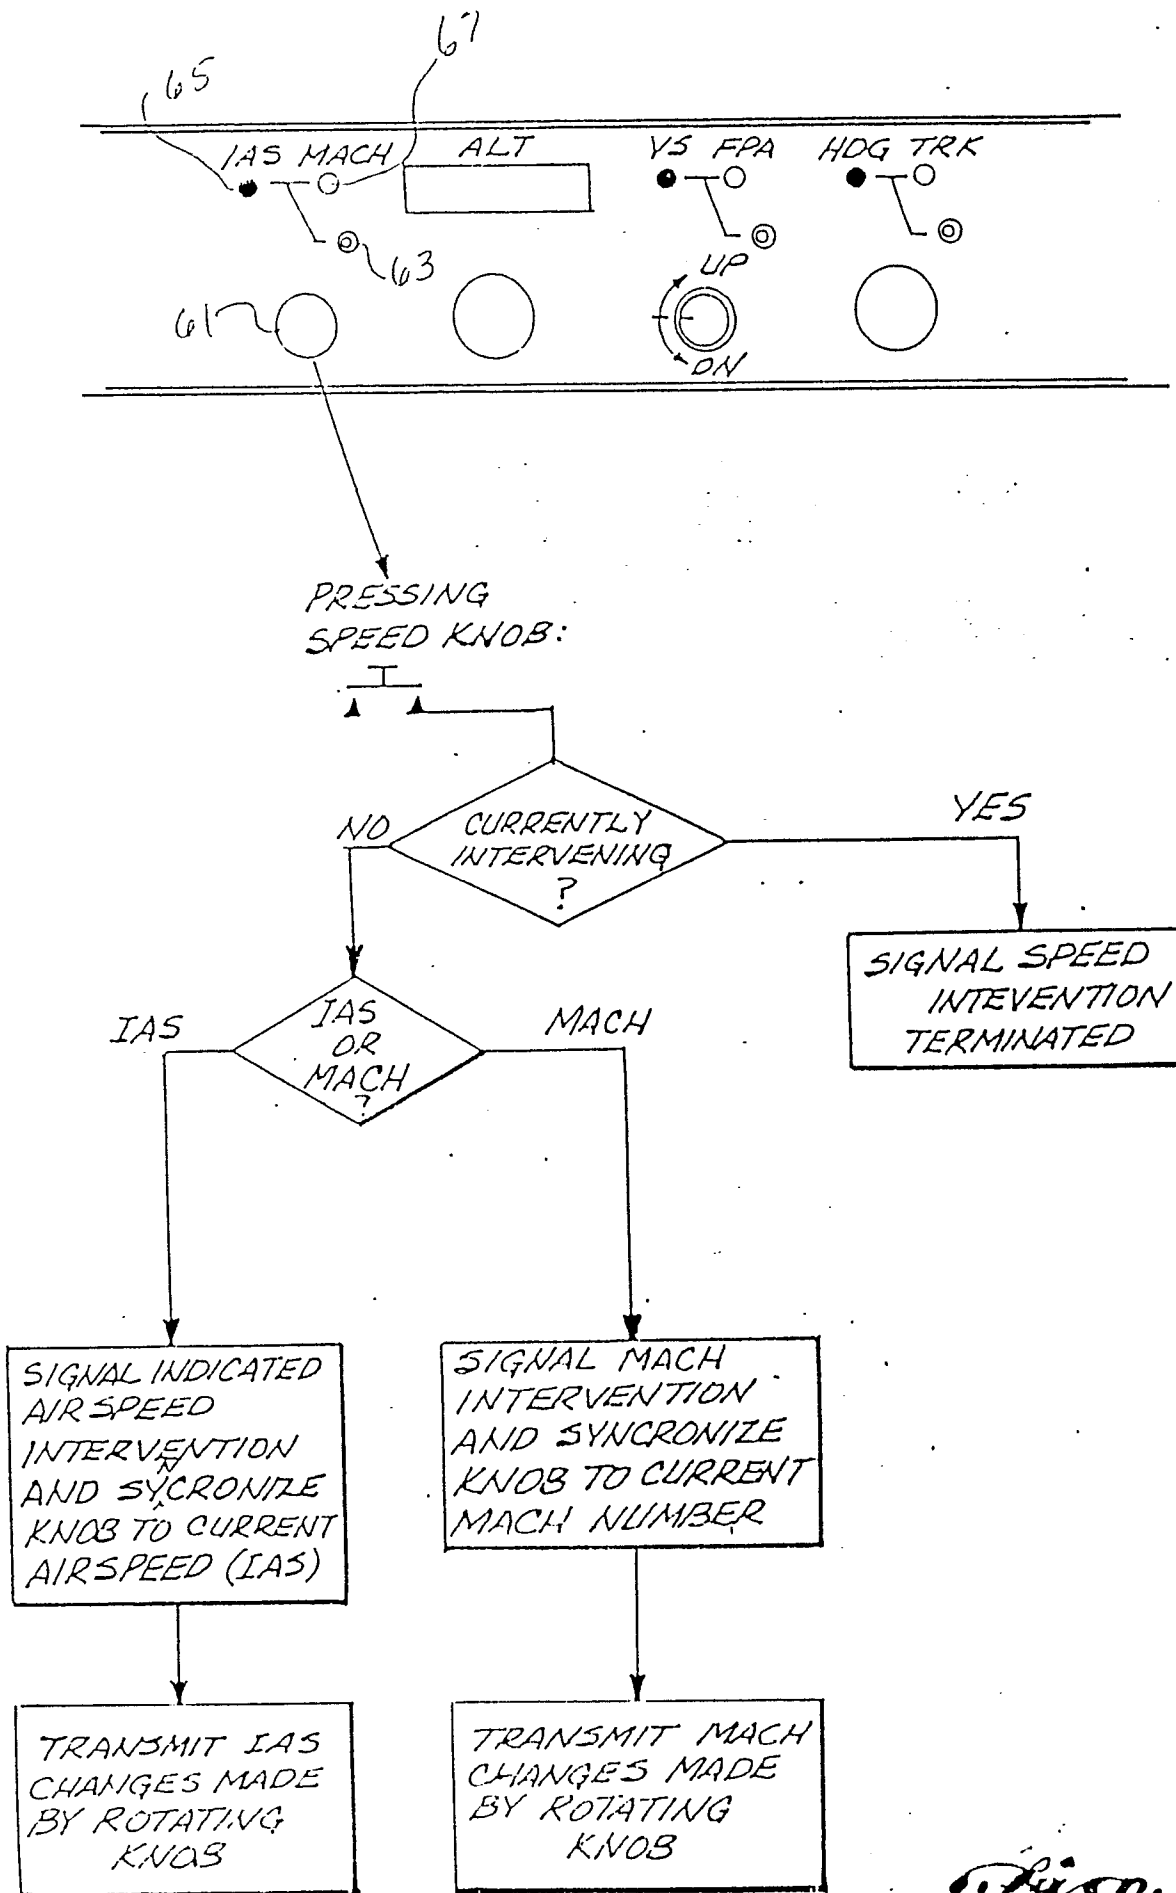 67
65
IAS MACH
ALT
VS FPA
HDG TRK
63
61
UP
DN
PRESSING
SPEED KNOB:
NO
CURRENTLY
INTERVENING
?
YES
SIGNAL SPEED
INTEVENTION
TERMINATED
IAS
IAS
OR
MACH
?
MACH
SIGNAL INDICATED
AIRSPEED
INTERVENTION
AND SYNCRONIZE
KNOB TO CURRENT
AIRSPEED (IAS)
SIGNAL MACH
INTERVENTION
AND SYNCRONIZE
KNOB TO CURRENT
MACH NUMBER
TRANSMIT IAS
CHANGES MADE
BY ROTATING
KNOB
TRANSMIT MACH
CHANGES MADE
BY ROTATING
KNOB